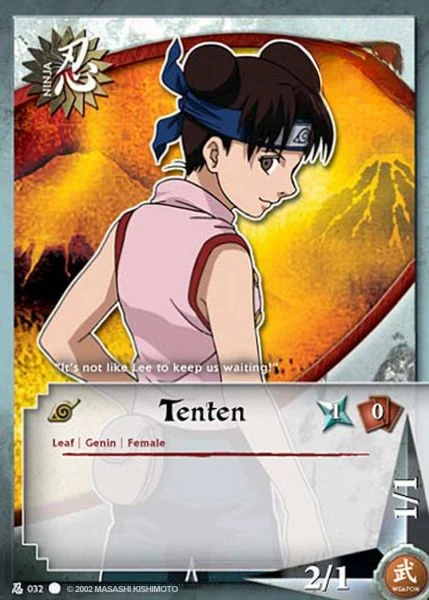 忍
NINJA
"It's not like Lee to keep us waiting!"
Tenten
1
0
Leaf | Genin | Female
1/1
2/1
武
WEAPON
忍 032
© 2002 MASASHI KISHIMOTO